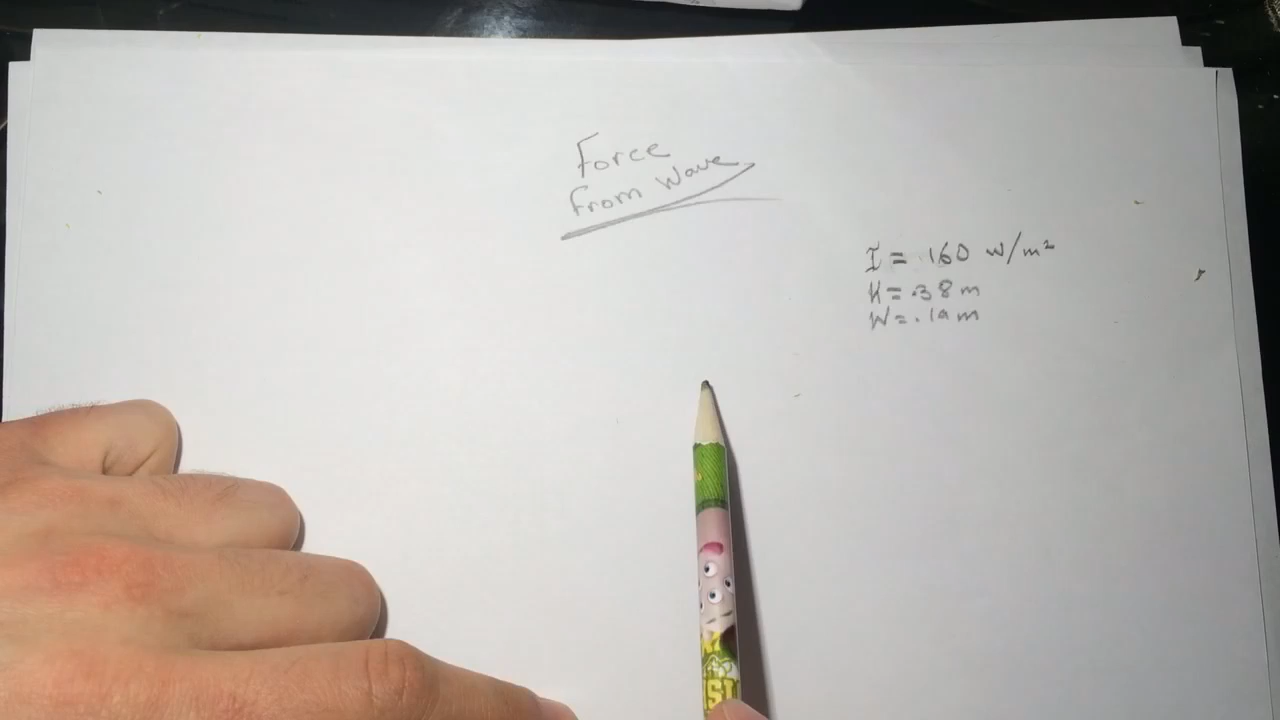 Force
From Wave
I = 160 W/m²
H = .38 m
W = .19 m